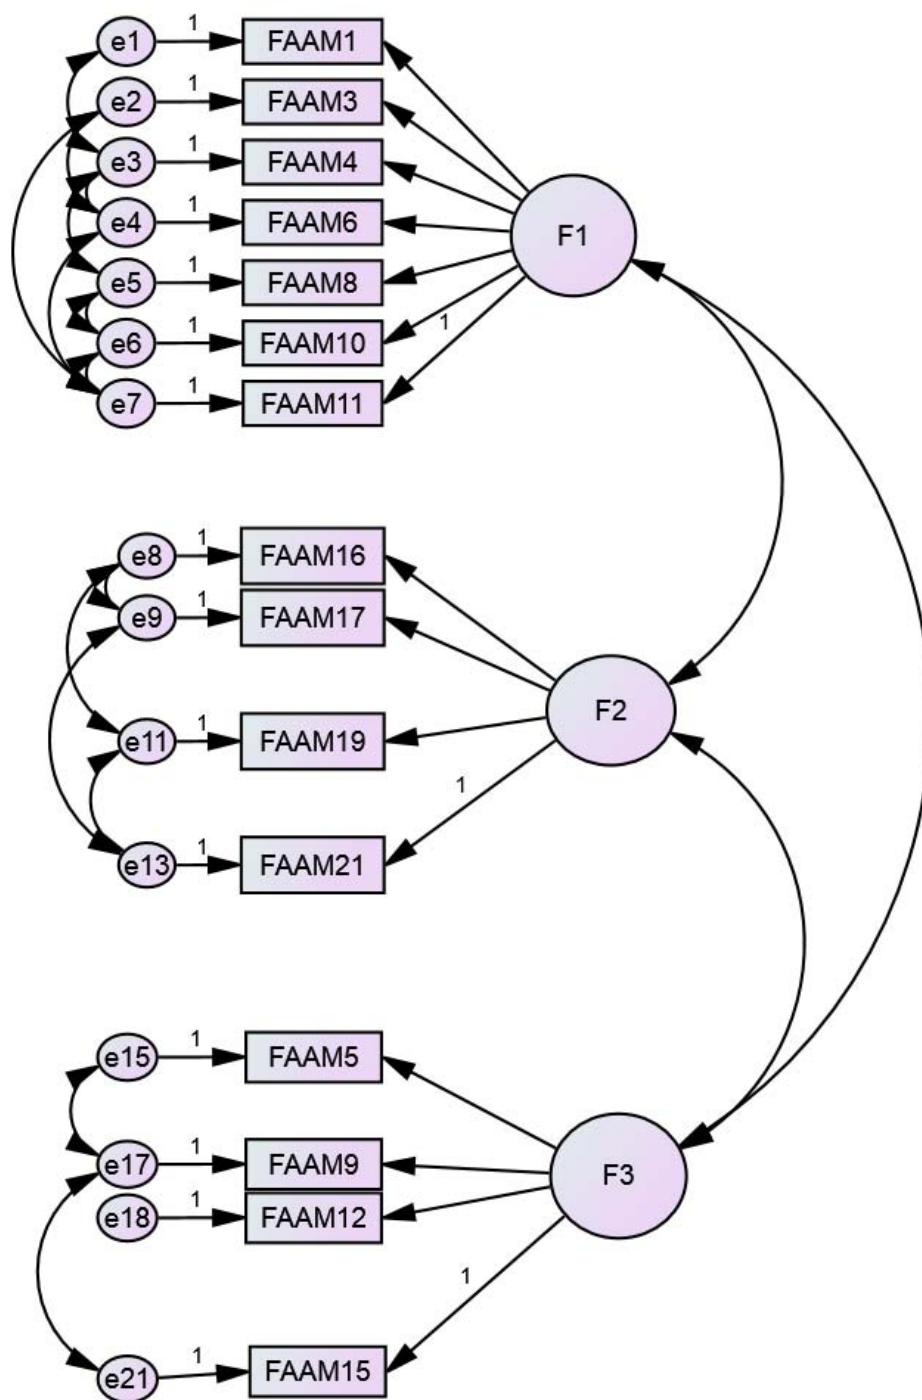 e1 1 FAAM1
e2 1 FAAM3
e3 1 FAAM4
e4 1 FAAM6
F1
e5 1 FAAM8
e6 1 FAAM10 1
e7 1 FAAM11
e8 1 FAAM16
e9 1 FAAM17
F2
e11 1 FAAM19
1
e13 1 FAAM21
e15 1 FAAM5
e17 1 FAAM9
F3
e18 1 FAAM12
1
e21 1 FAAM15